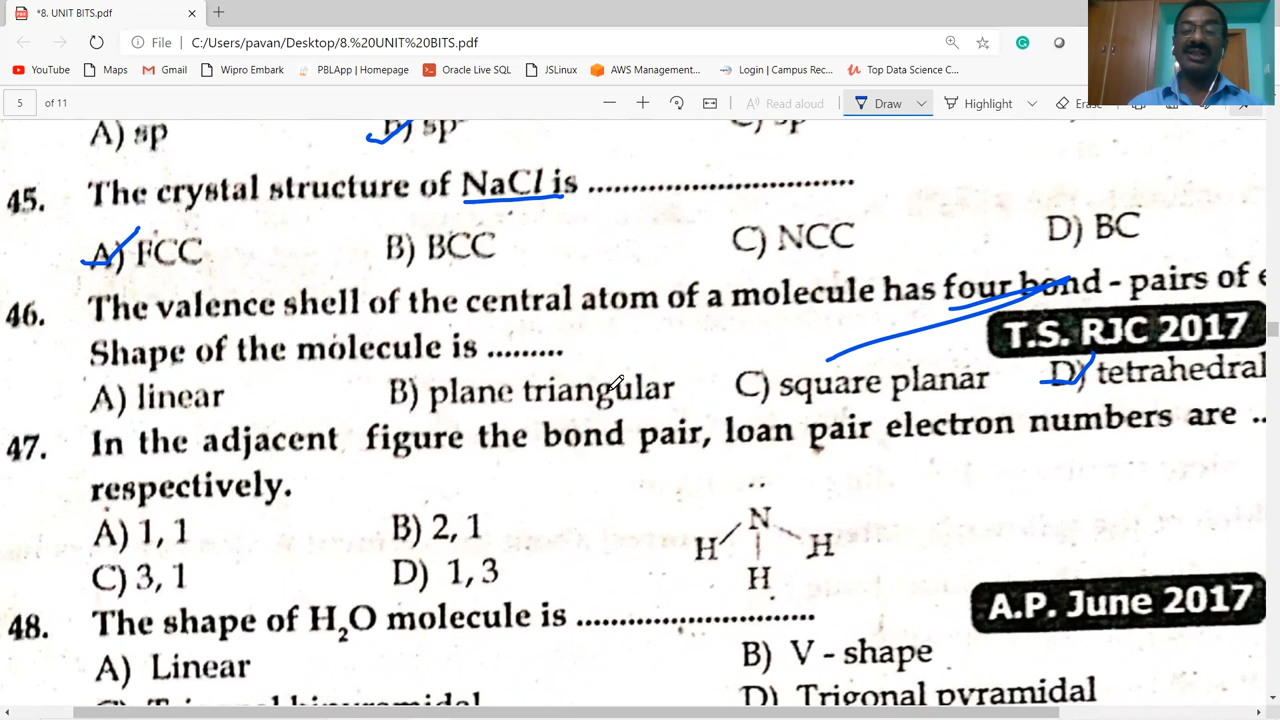 *8. UNIT BITS.pdf
File C:/Users/pavan/Desktop/8.%20UNIT%20BITS.pdf
YouTube Maps Gmail Wipro Embark PBLApp | Homepage Oracle Live SQL JSLinux AWS Management... Login | Campus Rec... Top Data Science C...
5 of 11 Read aloud Draw Highlight Erase
A) sp B) sp C) sp
45. The crystal structure of NaCl is ..............................
A) FCC B) BCC C) NCC D) BC
46. The valence shell of the central atom of a molecule has four bond - pairs of
Shape of the molecule is ......... T.S. RJC 2017
A) linear B) plane triangular C) square planar D) tetrahedral
47. In the adjacent figure the bond pair, loan pair electron numbers are ..
respectively.
A) 1, 1 B) 2, 1
C) 3, 1 D) 1, 3
N
H H
H
48. The shape of H₂O molecule is ........................... A.P. June 2017
A) Linear B) V - shape
D) Trigonal pyramidal